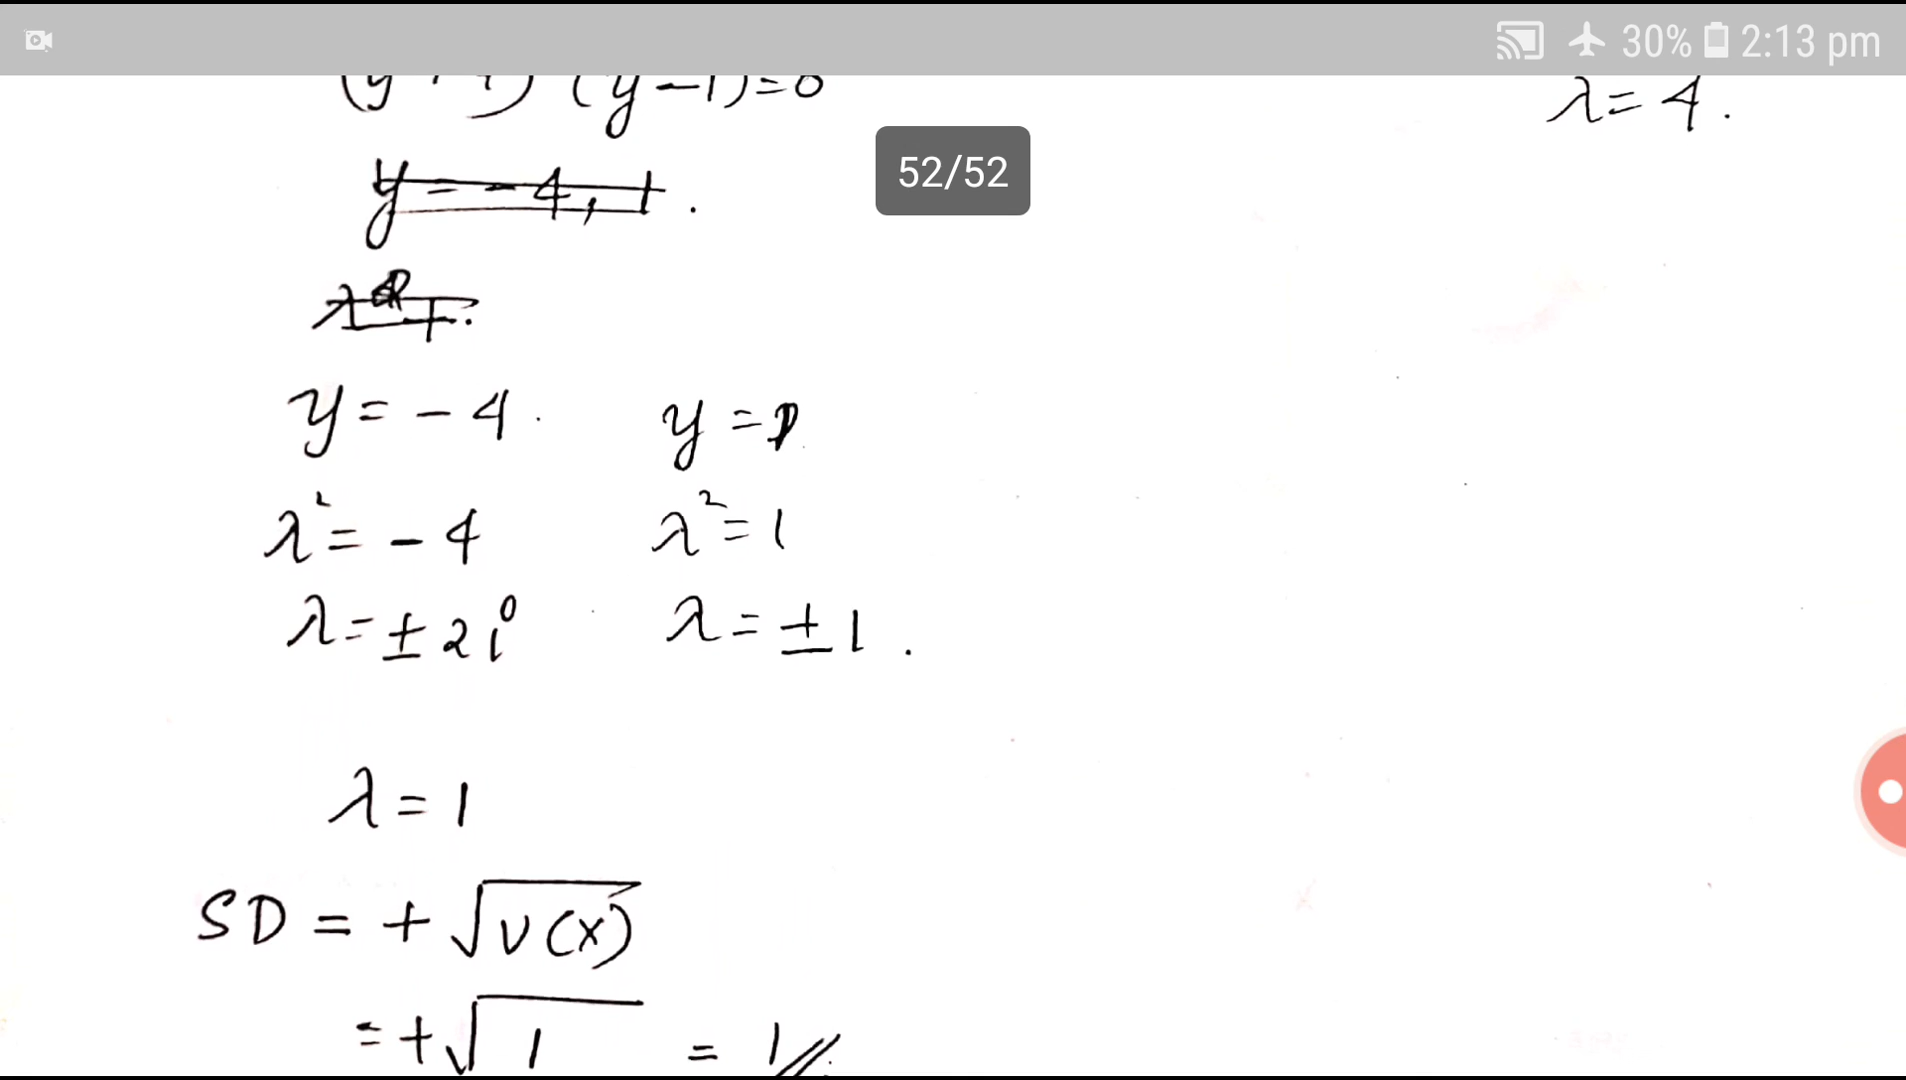 30% 2:13 pm
(y + 4) (y - 1) = 0
λ = 4.
52/52
y = - 4, 1.
y = - 4. y = 1
λ² = - 4 λ² = 1
λ = ± 2i λ = ± 1.
λ = 1
SD = + √V(X)
= + √1 = 1//.